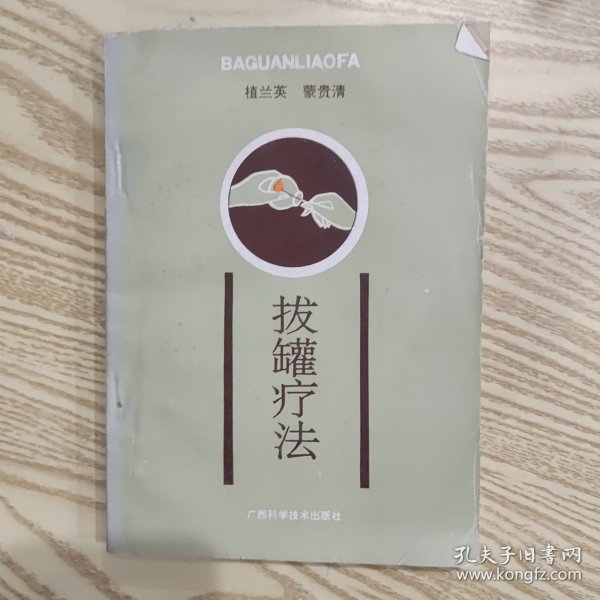 BAGUANLIAOFA
植兰英 蒙贵清
拔罐疗法
广西科学技术出版社
孔夫子旧书网
www.kongfz.com